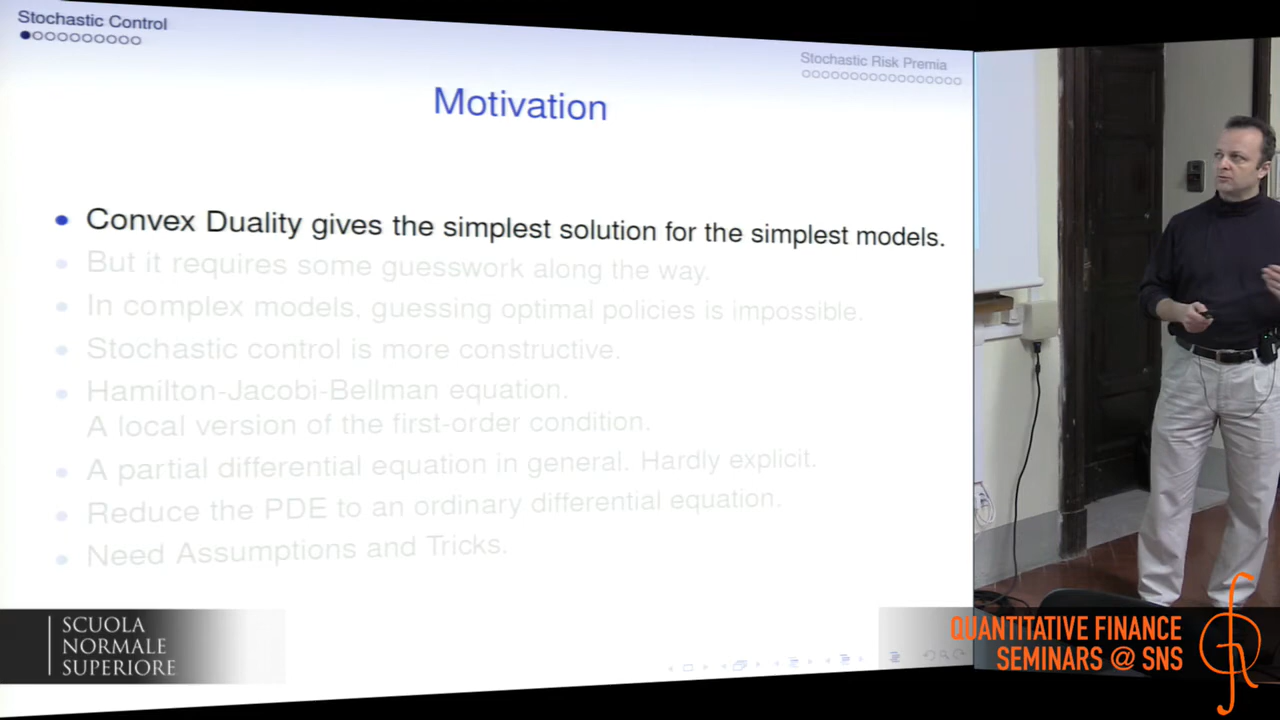 Stochastic Control
Stochastic Risk Premia
Motivation
Convex Duality gives the simplest solution for the simplest models.
But it requires some guesswork along the way.
In complex models, guessing optimal policies is impossible.
Stochastic control is more constructive.
Hamilton-Jacobi-Bellman equation.
A local version of the first-order condition.
A partial differential equation in general. Hardly explicit.
Reduce the PDE to an ordinary differential equation.
Need Assumptions and Tricks.
SCUOLA
NORMALE
SUPERIORE
QUANTITATIVE FINANCE
SEMINARS @ SNS